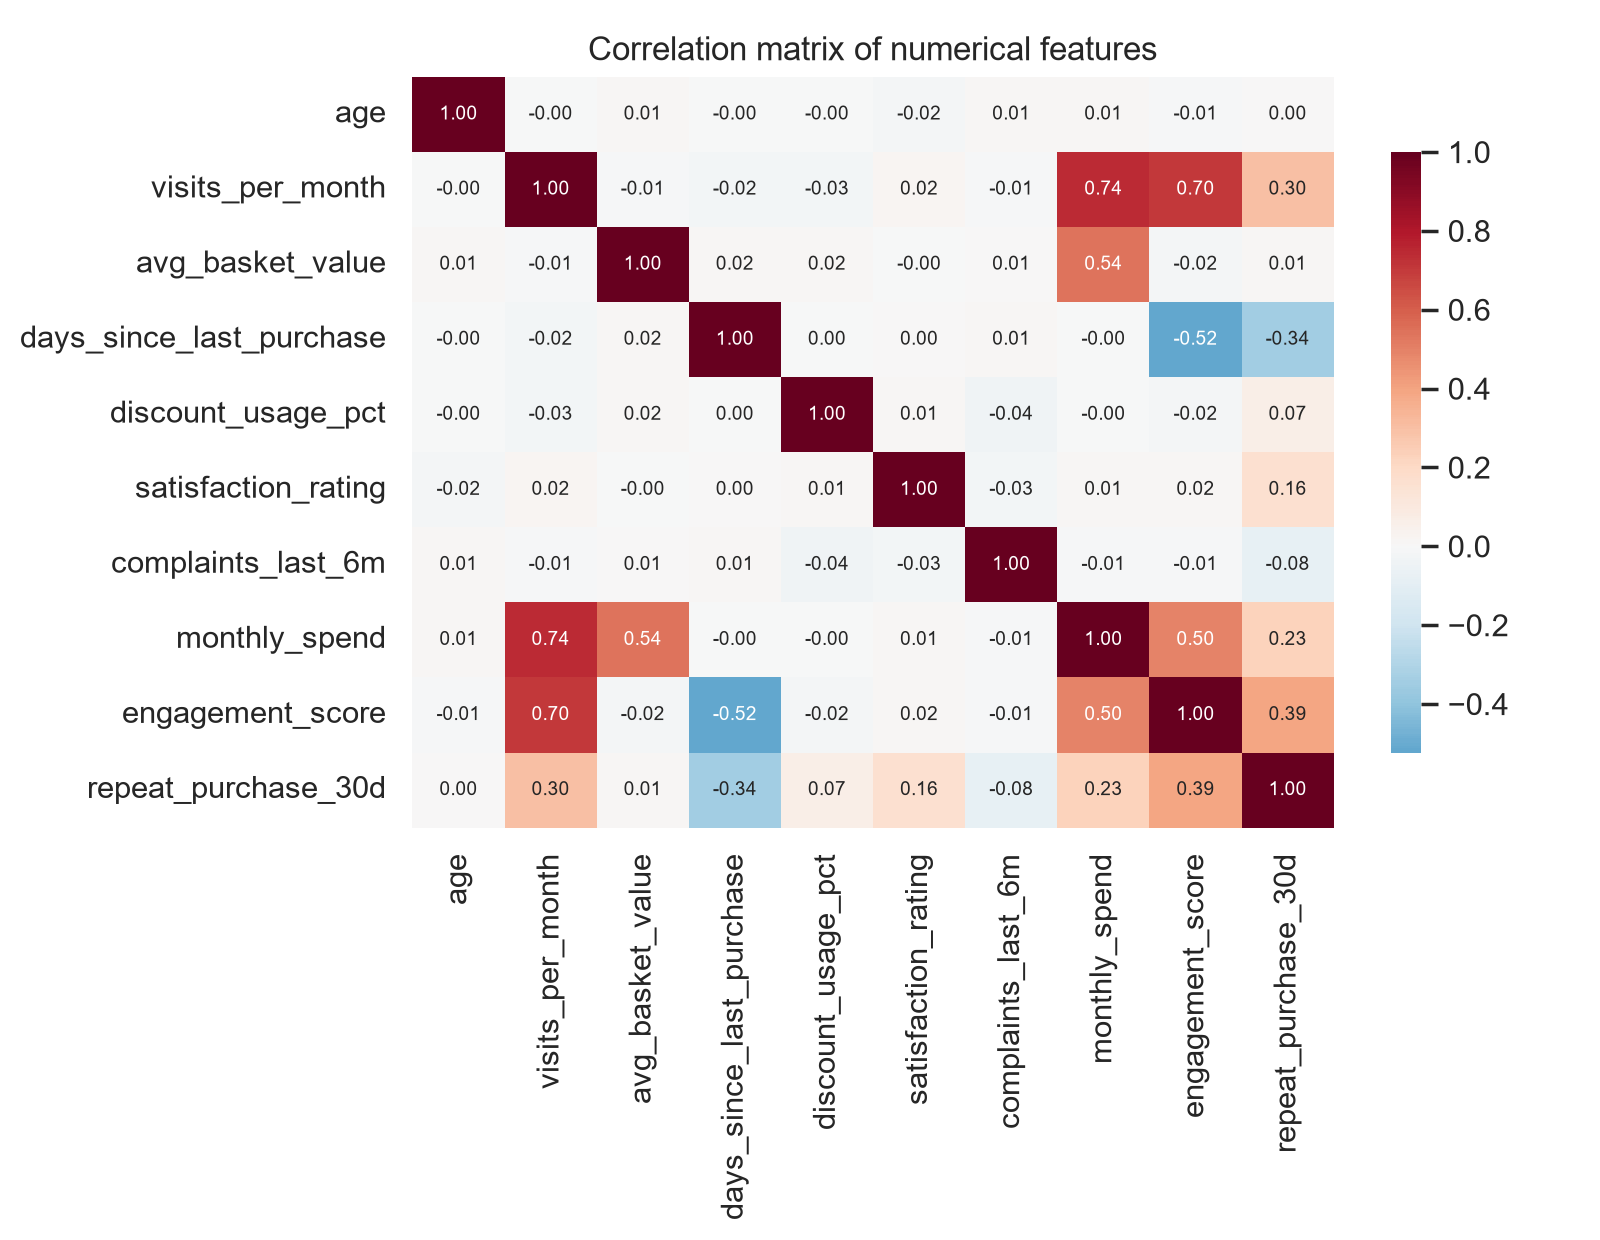 Correlation matrix of numerical features
age 1.00 -0.00 0.01 -0.00 -0.00 -0.02 0.01 0.01 -0.01 0.00
visits_per_month -0.00 1.00 -0.01 -0.02 -0.03 0.02 -0.01 0.74 0.70 0.30
avg_basket_value 0.01 -0.01 1.00 0.02 0.02 -0.00 0.01 0.54 -0.02 0.01
days_since_last_purchase -0.00 -0.02 0.02 1.00 0.00 0.00 0.01 -0.00 -0.52 -0.34
discount_usage_pct -0.00 -0.03 0.02 0.00 1.00 0.01 -0.04 -0.00 -0.02 0.07
satisfaction_rating -0.02 0.02 -0.00 0.00 0.01 1.00 -0.03 0.01 0.02 0.16
complaints_last_6m 0.01 -0.01 0.01 0.01 -0.04 -0.03 1.00 -0.01 -0.01 -0.08
monthly_spend 0.01 0.74 0.54 -0.00 -0.00 0.01 -0.01 1.00 0.50 0.23
engagement_score -0.01 0.70 -0.02 -0.52 -0.02 0.02 -0.01 0.50 1.00 0.39
repeat_purchase_30d 0.00 0.30 0.01 -0.34 0.07 0.16 -0.08 0.23 0.39 1.00
age
visits_per_month
avg_basket_value
days_since_last_purchase
discount_usage_pct
satisfaction_rating
complaints_last_6m
monthly_spend
engagement_score
repeat_purchase_30d
1.0
0.8
0.6
0.4
0.2
0.0
−0.2
−0.4